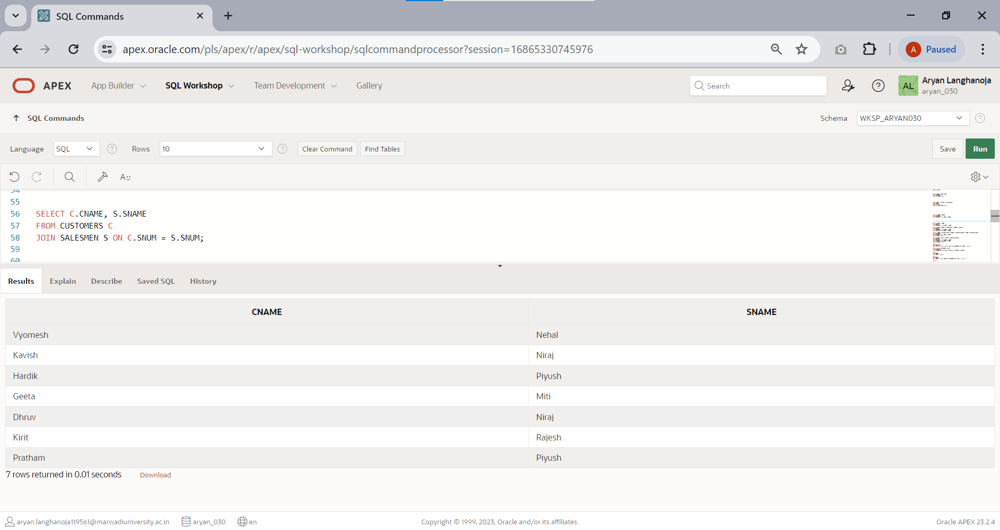 SQL Commands
apex.oracle.com/pls/apex/r/apex/sql-workshop/sqlcommandprocessor?session=16865330745976
A Paused
APEX App Builder SQL Workshop Team Development Gallery Search AL Aryan Langhanoja
aryan_030
SQL Commands Schema WKSP_ARYAN030
Language SQL Rows 10 Clear Command Find Tables Save Run
54
55
56 SELECT C.CNAME, S.SNAME
57 FROM CUSTOMERS C
58 JOIN SALESMEN S ON C.SNUM = S.SNUM;
59
60
Results Explain Describe Saved SQL History
CNAME SNAME
Vyomesh Nehal
Kavish Niraj
Hardik Piyush
Geeta Miti
Dhruv Niraj
Kirit Rajesh
Pratham Piyush
7 rows returned in 0.01 seconds Download
aryan.langhanoja119561@marwadiuniversity.ac.in aryan_030 en Copyright © 1999, 2023, Oracle and/or its affiliates. Oracle APEX 23.2.4